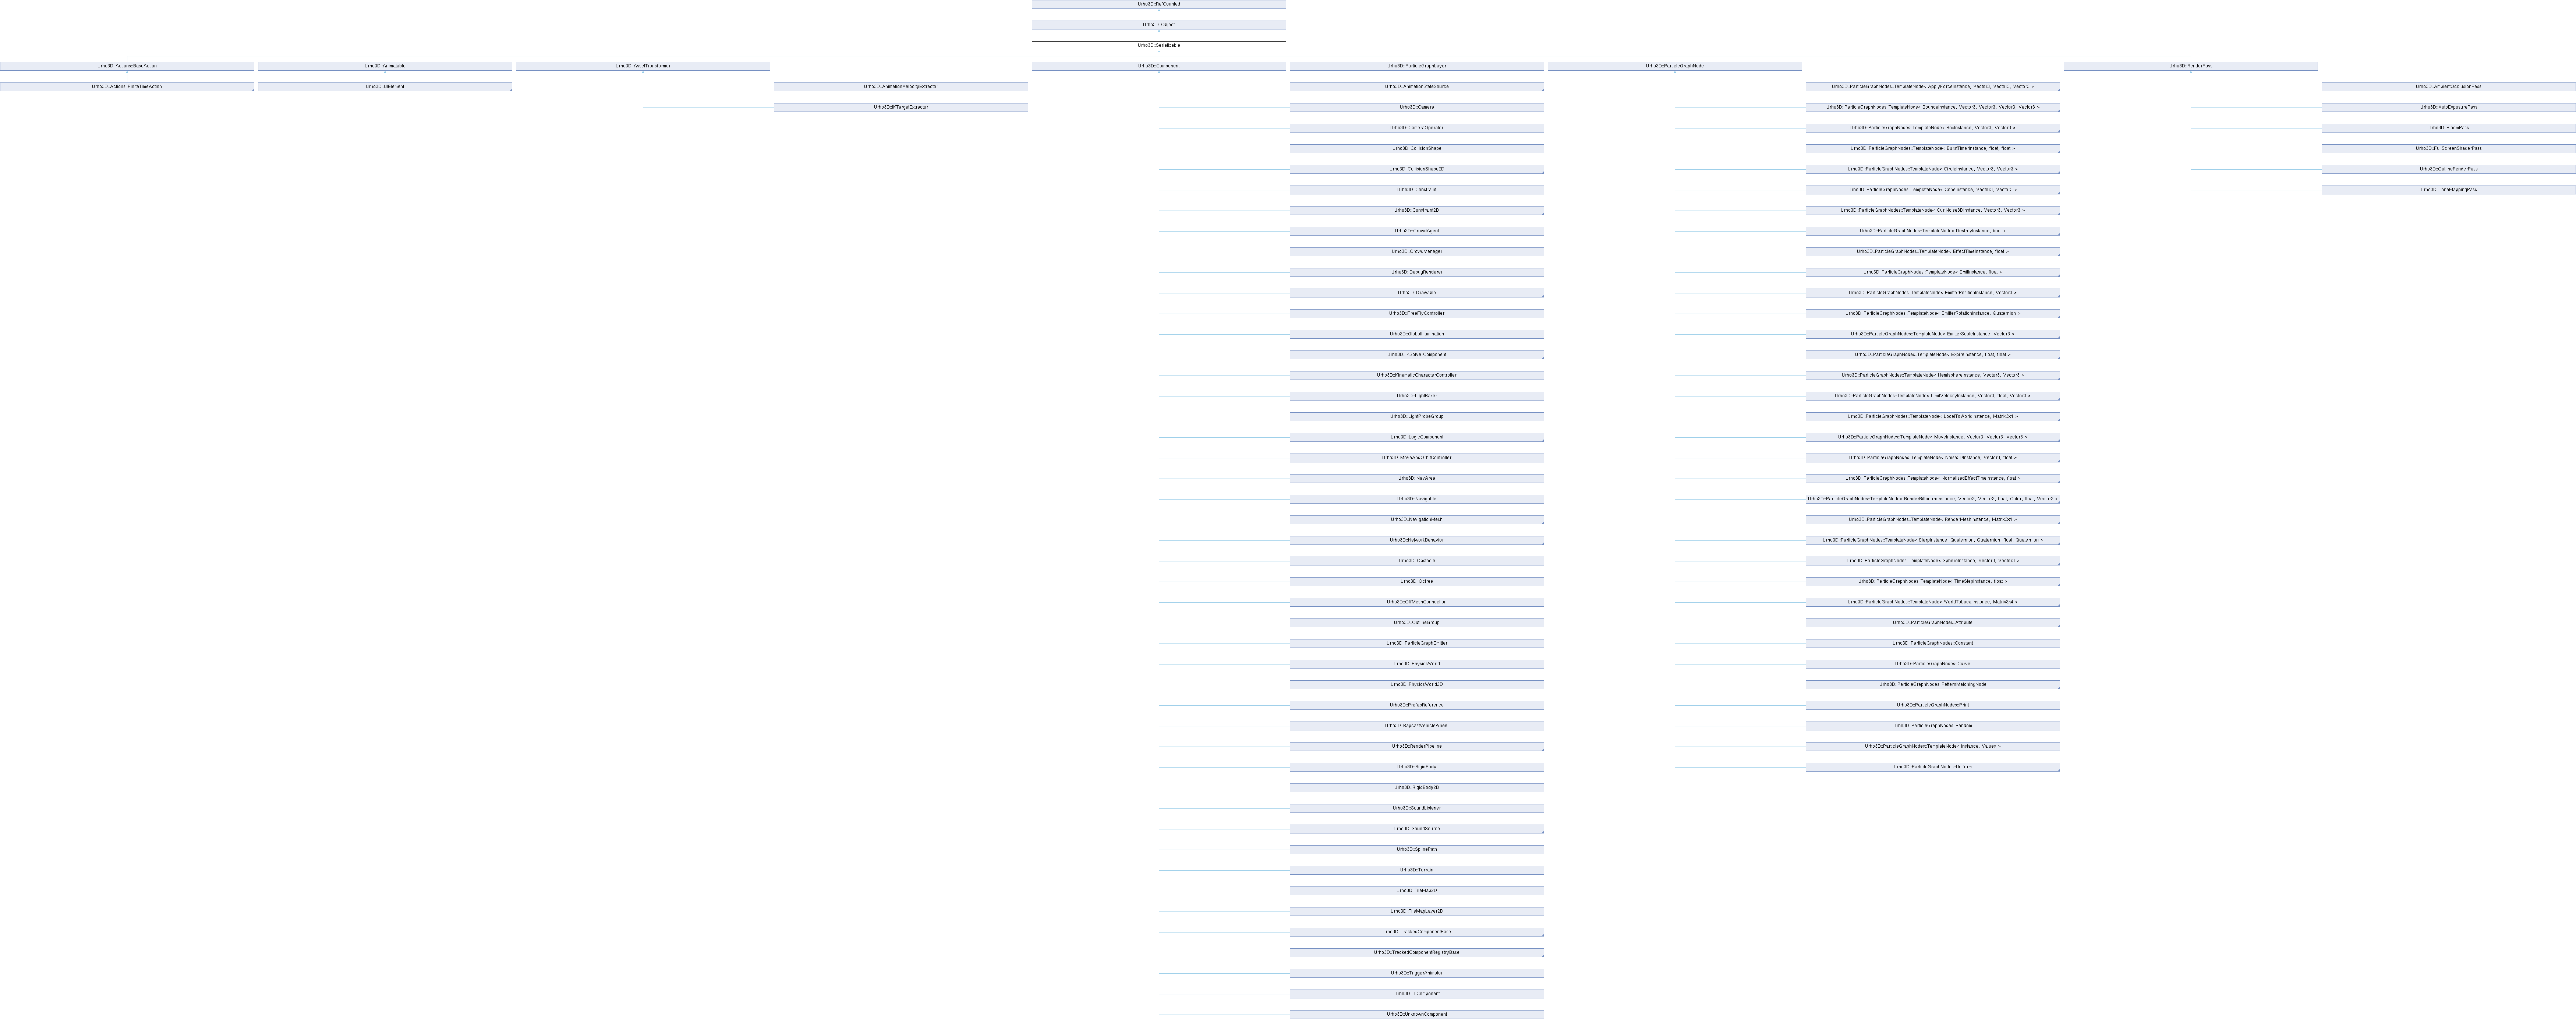 Urho3D::RefCounted
Urho3D::Object
Urho3D::Serializable
Urho3D::Actions::BaseAction
Urho3D::Animatable
Urho3D::AssetTransformer
Urho3D::Component
Urho3D::ParticleGraphLayer
Urho3D::ParticleGraphNode
Urho3D::RenderPass
Urho3D::Actions::FiniteTimeAction
Urho3D::UIElement
Urho3D::AnimationVelocityExtractor
Urho3D::IKTargetExtractor
Urho3D::AnimationStateSource
Urho3D::Camera
Urho3D::CameraOperator
Urho3D::CollisionShape
Urho3D::CollisionShape2D
Urho3D::Constraint
Urho3D::Constraint2D
Urho3D::CrowdAgent
Urho3D::CrowdManager
Urho3D::DebugRenderer
Urho3D::Drawable
Urho3D::FreeFlyController
Urho3D::GlobalIllumination
Urho3D::IKSolverComponent
Urho3D::KinematicCharacterController
Urho3D::LightBaker
Urho3D::LightProbeGroup
Urho3D::LogicComponent
Urho3D::MoveAndOrbitController
Urho3D::NavArea
Urho3D::Navigable
Urho3D::NavigationMesh
Urho3D::NetworkBehavior
Urho3D::Obstacle
Urho3D::Octree
Urho3D::OffMeshConnection
Urho3D::OutlineGroup
Urho3D::ParticleGraphEmitter
Urho3D::PhysicsWorld
Urho3D::PhysicsWorld2D
Urho3D::PrefabReference
Urho3D::RaycastVehicleWheel
Urho3D::RenderPipeline
Urho3D::RigidBody
Urho3D::RigidBody2D
Urho3D::SoundListener
Urho3D::SoundSource
Urho3D::SplinePath
Urho3D::Terrain
Urho3D::TileMap2D
Urho3D::TileMapLayer2D
Urho3D::TrackedComponentBase
Urho3D::TrackedComponentRegistryBase
Urho3D::TriggerAnimator
Urho3D::UIComponent
Urho3D::UnknownComponent
Urho3D::ParticleGraphNodes::TemplateNode< ApplyForceInstance, Vector3, Vector3, Vector3 >
Urho3D::ParticleGraphNodes::TemplateNode< BounceInstance, Vector3, Vector3, Vector3, Vector3 >
Urho3D::ParticleGraphNodes::TemplateNode< BoxInstance, Vector3, Vector3 >
Urho3D::ParticleGraphNodes::TemplateNode< BurstTimerInstance, float, float >
Urho3D::ParticleGraphNodes::TemplateNode< CircleInstance, Vector3, Vector3 >
Urho3D::ParticleGraphNodes::TemplateNode< ConeInstance, Vector3, Vector3 >
Urho3D::ParticleGraphNodes::TemplateNode< CurlNoise3DInstance, Vector3, Vector3 >
Urho3D::ParticleGraphNodes::TemplateNode< DestroyInstance, bool >
Urho3D::ParticleGraphNodes::TemplateNode< EffectTimeInstance, float >
Urho3D::ParticleGraphNodes::TemplateNode< EmitInstance, float >
Urho3D::ParticleGraphNodes::TemplateNode< EmitterPositionInstance, Vector3 >
Urho3D::ParticleGraphNodes::TemplateNode< EmitterRotationInstance, Quaternion >
Urho3D::ParticleGraphNodes::TemplateNode< EmitterScaleInstance, Vector3 >
Urho3D::ParticleGraphNodes::TemplateNode< ExpireInstance, float, float >
Urho3D::ParticleGraphNodes::TemplateNode< HemisphereInstance, Vector3, Vector3 >
Urho3D::ParticleGraphNodes::TemplateNode< LimitVelocityInstance, Vector3, float, Vector3 >
Urho3D::ParticleGraphNodes::TemplateNode< LocalToWorldInstance, Matrix3x4 >
Urho3D::ParticleGraphNodes::TemplateNode< MoveInstance, Vector3, Vector3, Vector3 >
Urho3D::ParticleGraphNodes::TemplateNode< Noise3DInstance, Vector3, float >
Urho3D::ParticleGraphNodes::TemplateNode< NormalizedEffectTimeInstance, float >
Urho3D::ParticleGraphNodes::TemplateNode< RenderBillboardInstance, Vector3, Vector2, float, Color, float, Vector3 >
Urho3D::ParticleGraphNodes::TemplateNode< RenderMeshInstance, Matrix3x4 >
Urho3D::ParticleGraphNodes::TemplateNode< SlerpInstance, Quaternion, Quaternion, float, Quaternion >
Urho3D::ParticleGraphNodes::TemplateNode< SphereInstance, Vector3, Vector3 >
Urho3D::ParticleGraphNodes::TemplateNode< TimeStepInstance, float >
Urho3D::ParticleGraphNodes::TemplateNode< WorldToLocalInstance, Matrix3x4 >
Urho3D::ParticleGraphNodes::Attribute
Urho3D::ParticleGraphNodes::Constant
Urho3D::ParticleGraphNodes::Curve
Urho3D::ParticleGraphNodes::PatternMatchingNode
Urho3D::ParticleGraphNodes::Print
Urho3D::ParticleGraphNodes::Random
Urho3D::ParticleGraphNodes::TemplateNode< Instance, Values >
Urho3D::ParticleGraphNodes::Uniform
Urho3D::AmbientOcclusionPass
Urho3D::AutoExposurePass
Urho3D::BloomPass
Urho3D::FullScreenShaderPass
Urho3D::OutlineRenderPass
Urho3D::ToneMappingPass